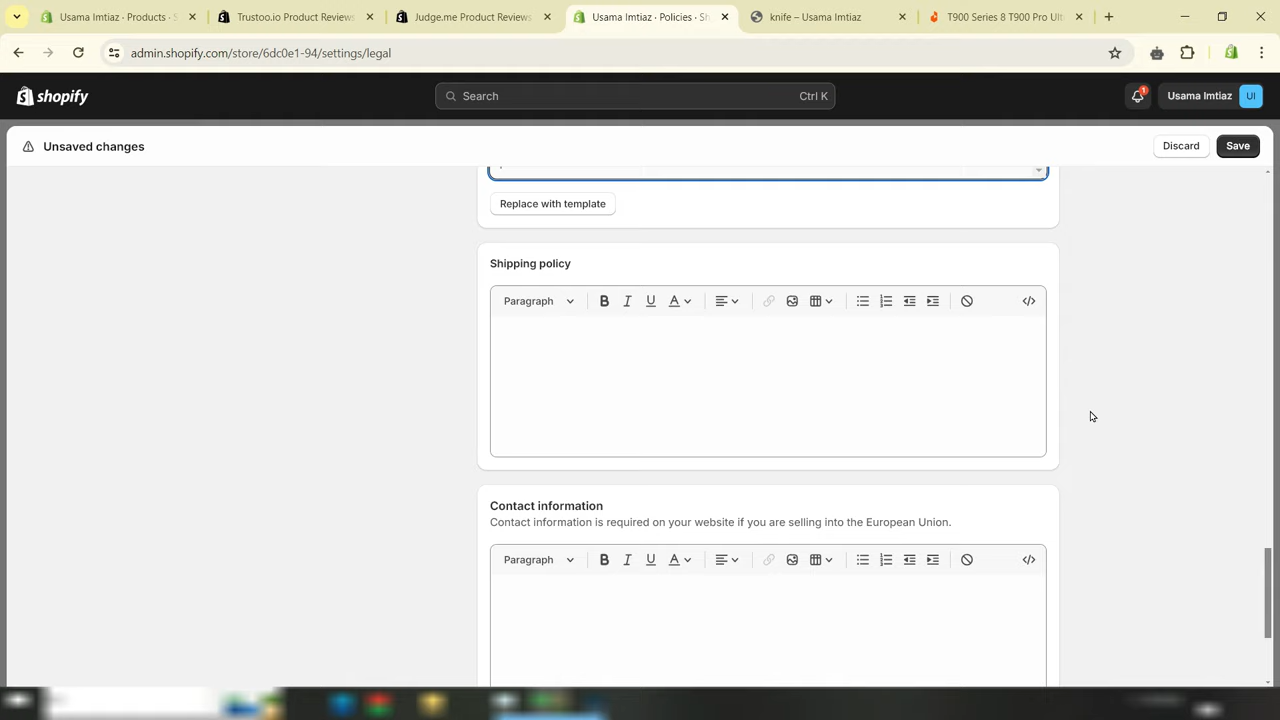 Usama Imtiaz · Products · S
Trustoo.io Product Reviews
Judge.me Product Reviews
Usama Imtiaz · Policies · Sh
knife – Usama Imtiaz
T900 Series 8 T900 Pro Ult
admin.shopify.com/store/6dc0e1-94/settings/legal
shopify
Search
Ctrl K
1
Usama Imtiaz
UI
Unsaved changes
Discard
Save
Replace with template
Shipping policy
Paragraph
B I U A
Contact information
Contact information is required on your website if you are selling into the European Union.
Paragraph
B I U A